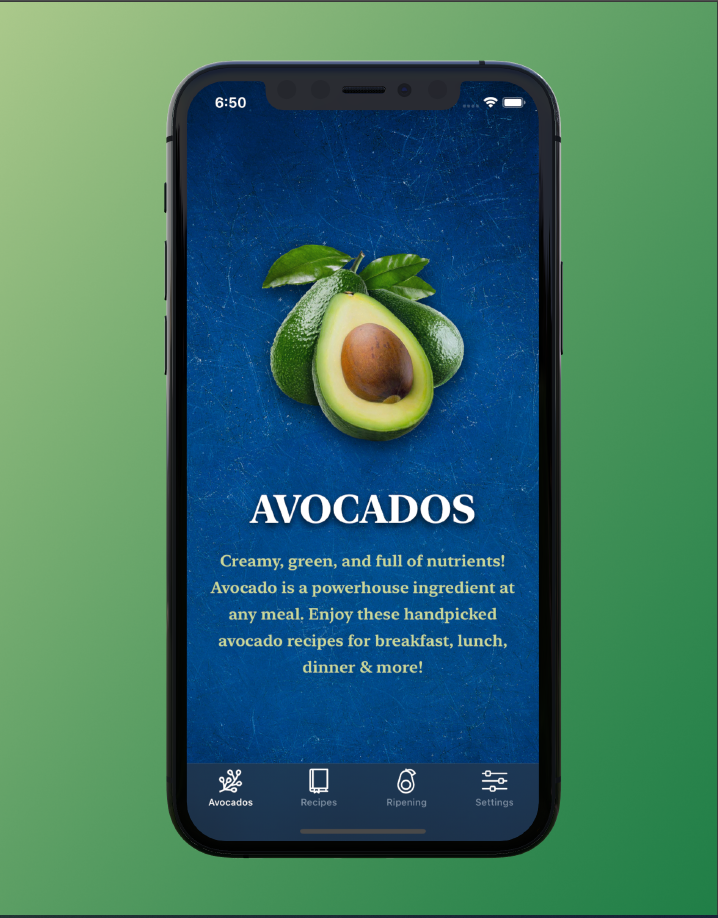 6:50
AVOCADOS
Creamy, green, and full of nutrients!
Avocado is a powerhouse ingredient at
any meal. Enjoy these handpicked
avocado recipes for breakfast, lunch,
dinner & more!
Avocados Recipes Ripening Settings